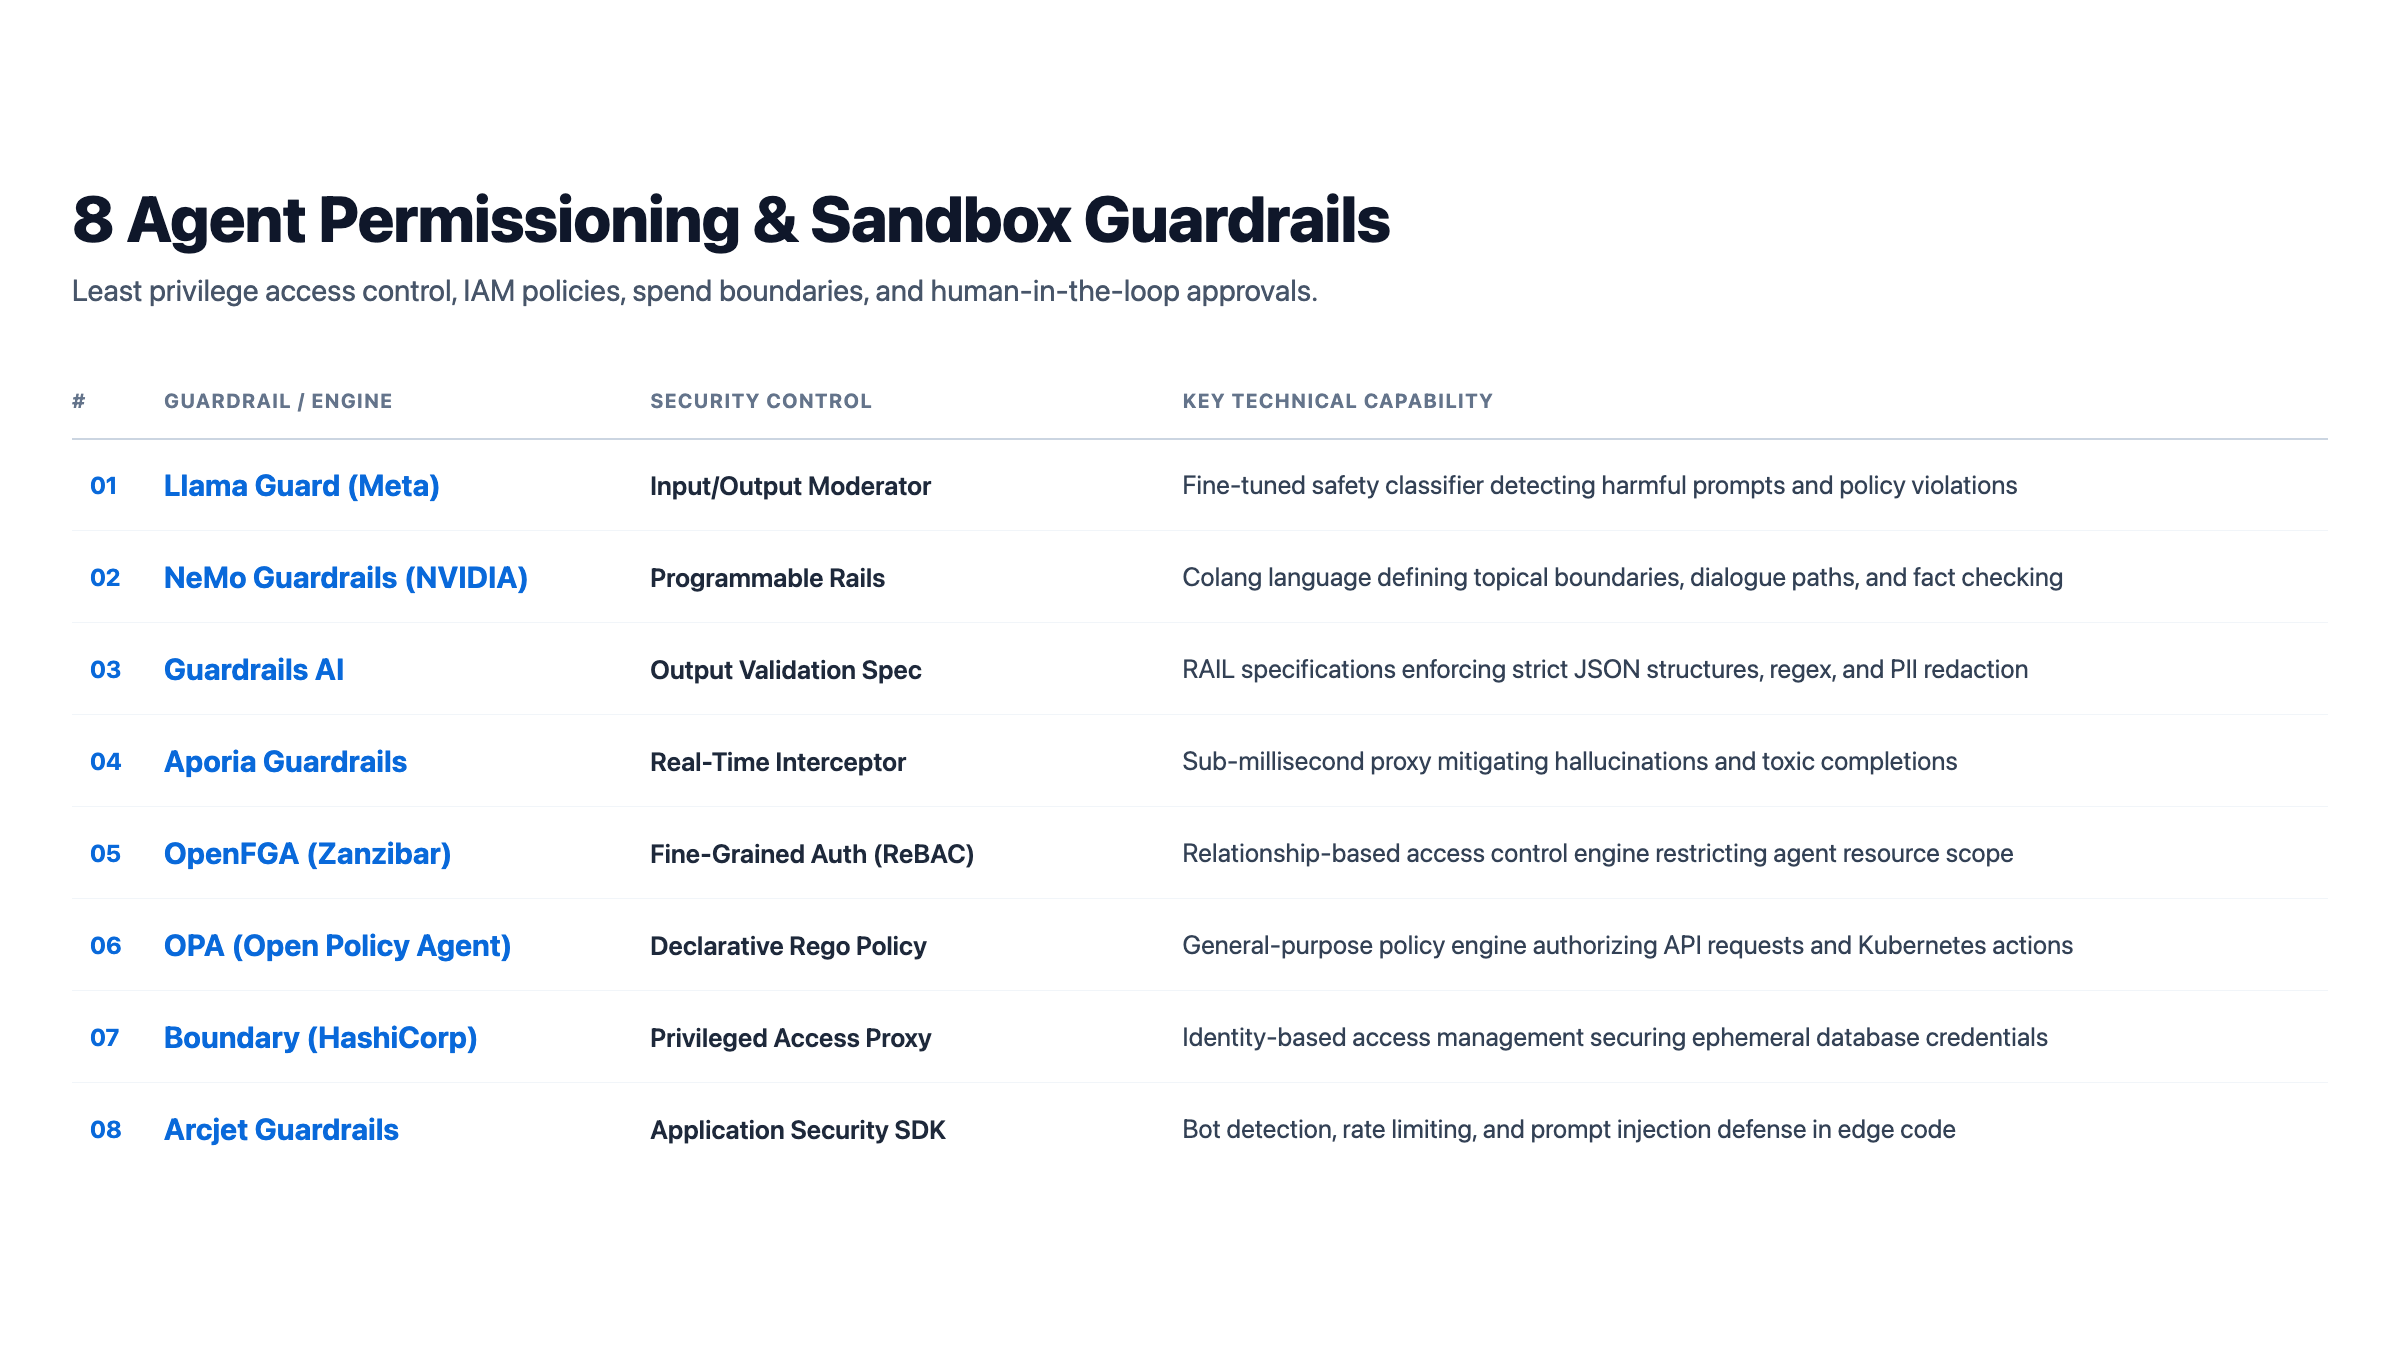 8 Agent Permissioning & Sandbox Guardrails
Least privilege access control, IAM policies, spend boundaries, and human-in-the-loop approvals.
# GUARDRAIL / ENGINE SECURITY CONTROL KEY TECHNICAL CAPABILITY
01 Llama Guard (Meta) Input/Output Moderator Fine-tuned safety classifier detecting harmful prompts and policy violations
02 NeMo Guardrails (NVIDIA) Programmable Rails Colang language defining topical boundaries, dialogue paths, and fact checking
03 Guardrails AI Output Validation Spec RAIL specifications enforcing strict JSON structures, regex, and PII redaction
04 Aporia Guardrails Real-Time Interceptor Sub-millisecond proxy mitigating hallucinations and toxic completions
05 OpenFGA (Zanzibar) Fine-Grained Auth (ReBAC) Relationship-based access control engine restricting agent resource scope
06 OPA (Open Policy Agent) Declarative Rego Policy General-purpose policy engine authorizing API requests and Kubernetes actions
07 Boundary (HashiCorp) Privileged Access Proxy Identity-based access management securing ephemeral database credentials
08 Arcjet Guardrails Application Security SDK Bot detection, rate limiting, and prompt injection defense in edge code